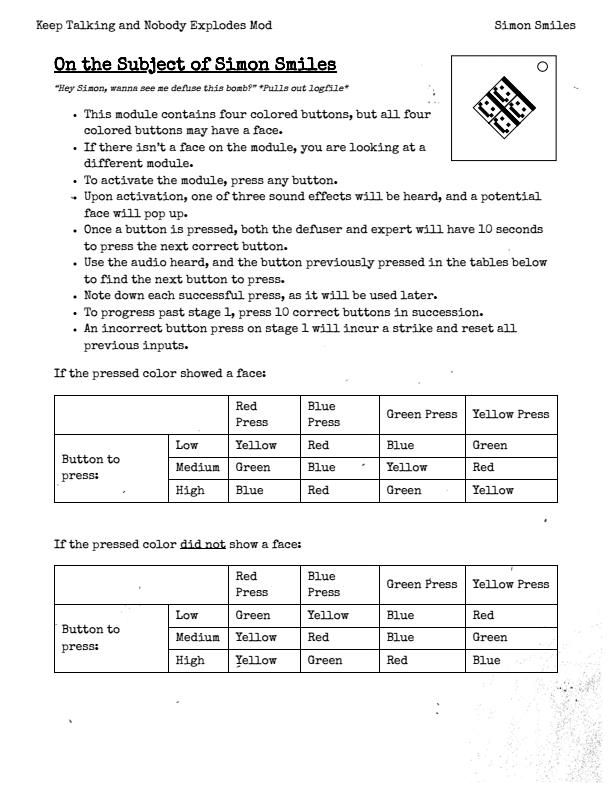 Keep Talking and Nobody Explodes Mod Simon Smiles
On the Subject of Simon Smiles
"Hey Simon, wanna see me defuse this bomb?" *Pulls out logfile*
• This module contains four colored buttons, but all four
colored buttons may have a face.
• If there isn't a face on the module, you are looking at a
different module.
• To activate the module, press any button.
• Upon activation, one of three sound effects will be heard, and a potential
face will pop up.
• Once a button is pressed, both the defuser and expert will have 10 seconds
to press the next correct button.
• Use the audio heard, and the button previously pressed in the tables below
to find the next button to press.
• Note down each successful press, as it will be used later.
• To progress past stage 1, press 10 correct buttons in succession.
• An incorrect button press on stage 1 will incur a strike and reset all
previous inputs.
If the pressed color showed a face:
Red Blue
Press Press Green Press Yellow Press
Button to press: Low Yellow Red Blue Green
Medium Green Blue Yellow Red
High Blue Red Green Yellow
If the pressed color did not show a face:
Red Blue
Press Press Green Press Yellow Press
Button to press: Low Green Yellow Blue Red
Medium Yellow Red Blue Green
High Yellow Green Red Blue